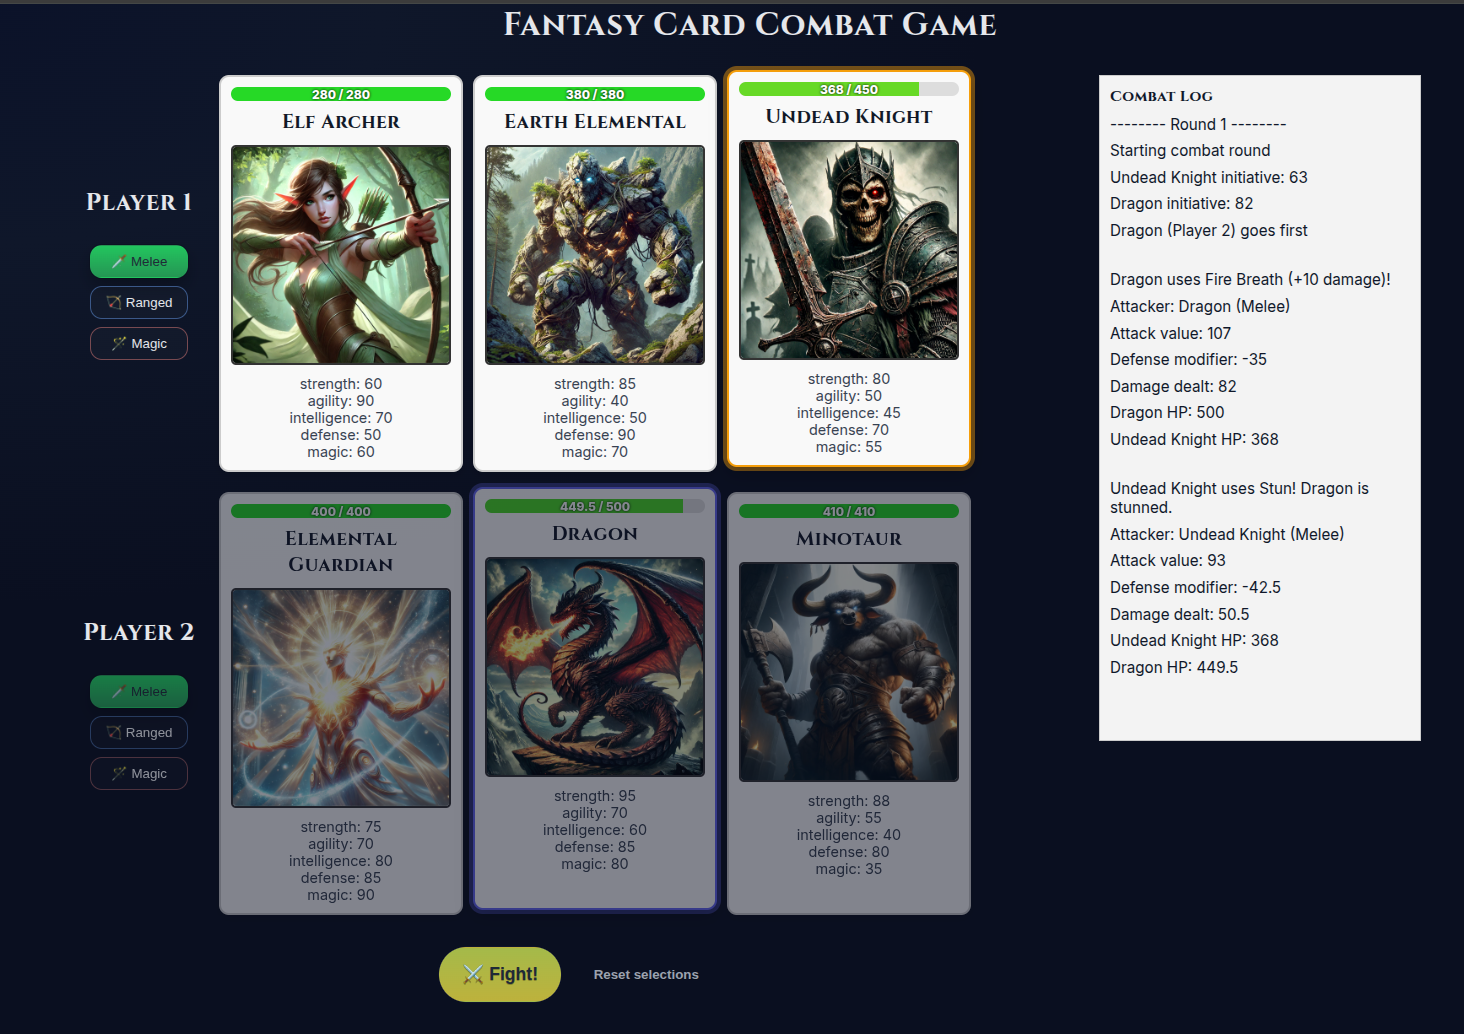 Fantasy Card Combat Game
Player 1
🗡️ Melee
🏹 Ranged
🪄 Magic
280 / 280
Elf Archer
strength: 60
agility: 90
intelligence: 70
defense: 50
magic: 60
380 / 380
Earth Elemental
strength: 85
agility: 40
intelligence: 50
defense: 90
magic: 70
368 / 450
Undead Knight
strength: 80
agility: 50
intelligence: 45
defense: 70
magic: 55
Player 2
🗡️ Melee
🏹 Ranged
🪄 Magic
400 / 400
Elemental
Guardian
strength: 75
agility: 70
intelligence: 80
defense: 85
magic: 90
449.5 / 500
Dragon
strength: 95
agility: 70
intelligence: 60
defense: 85
magic: 80
410 / 410
Minotaur
strength: 88
agility: 55
intelligence: 40
defense: 80
magic: 35
⚔️ Fight!
Reset selections
Combat Log
-------- Round 1 --------
Starting combat round
Undead Knight initiative: 63
Dragon initiative: 82
Dragon (Player 2) goes first
Dragon uses Fire Breath (+10 damage)!
Attacker: Dragon (Melee)
Attack value: 107
Defense modifier: -35
Damage dealt: 82
Dragon HP: 500
Undead Knight HP: 368
Undead Knight uses Stun! Dragon is
stunned.
Attacker: Undead Knight (Melee)
Attack value: 93
Defense modifier: -42.5
Damage dealt: 50.5
Undead Knight HP: 368
Dragon HP: 449.5